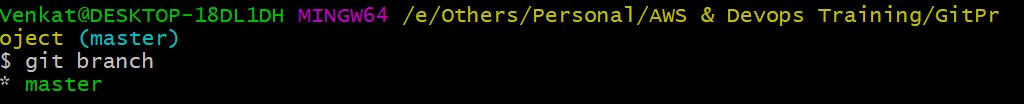 Venkat@DESKTOP-18DL1DH MINGW64 /e/Others/Personal/AWS & Devops Training/GitPr
oject (master)
$ git branch
* master